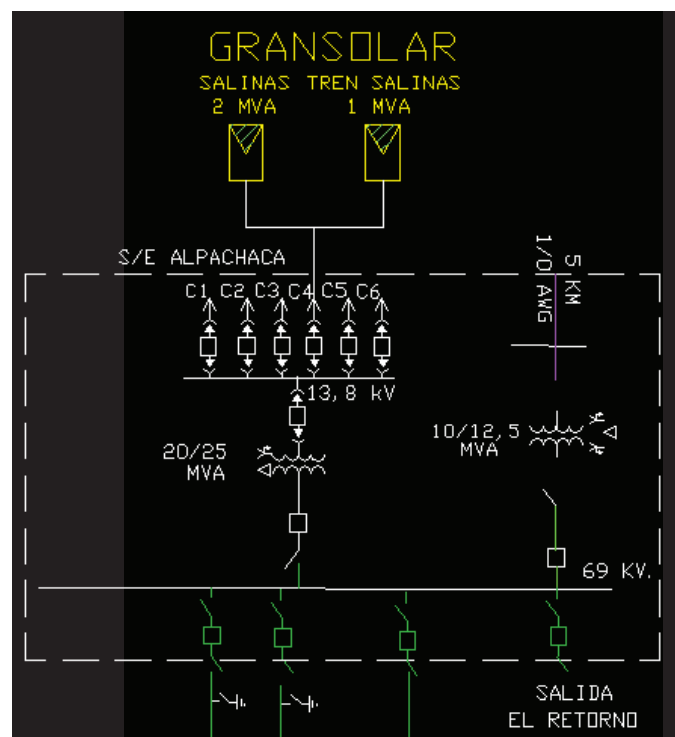 GRANSOLAR
SALINAS TREN SALINAS
2 MVA 1 MVA
S/E ALPACHACA
5 KM
1/0 AWG
C1 C2 C3 C4 C5 C6
13,8 kV
20/25
MVA
10/12,5
MVA
69 KV.
SALIDA
EL RETORNO